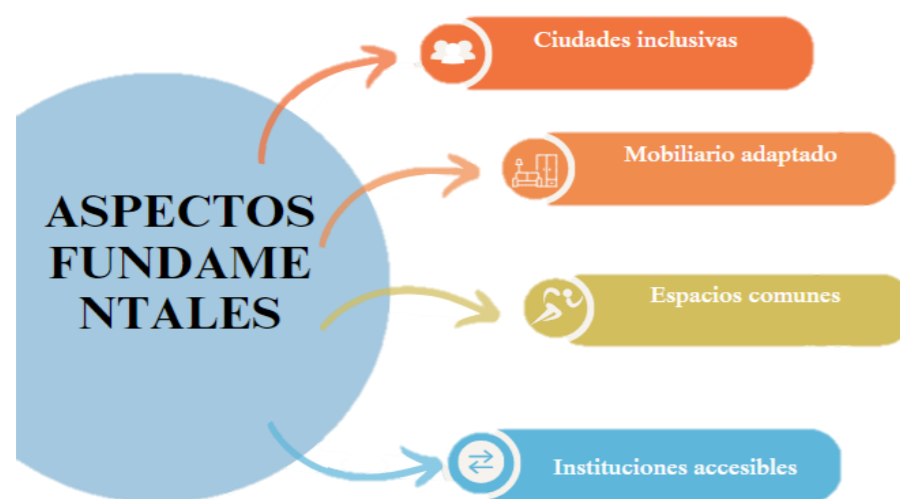 ASPECTOS
FUNDAME
NTALES
Ciudades inclusivas
Mobiliario adaptado
Espacios comunes
Instituciones accesibles